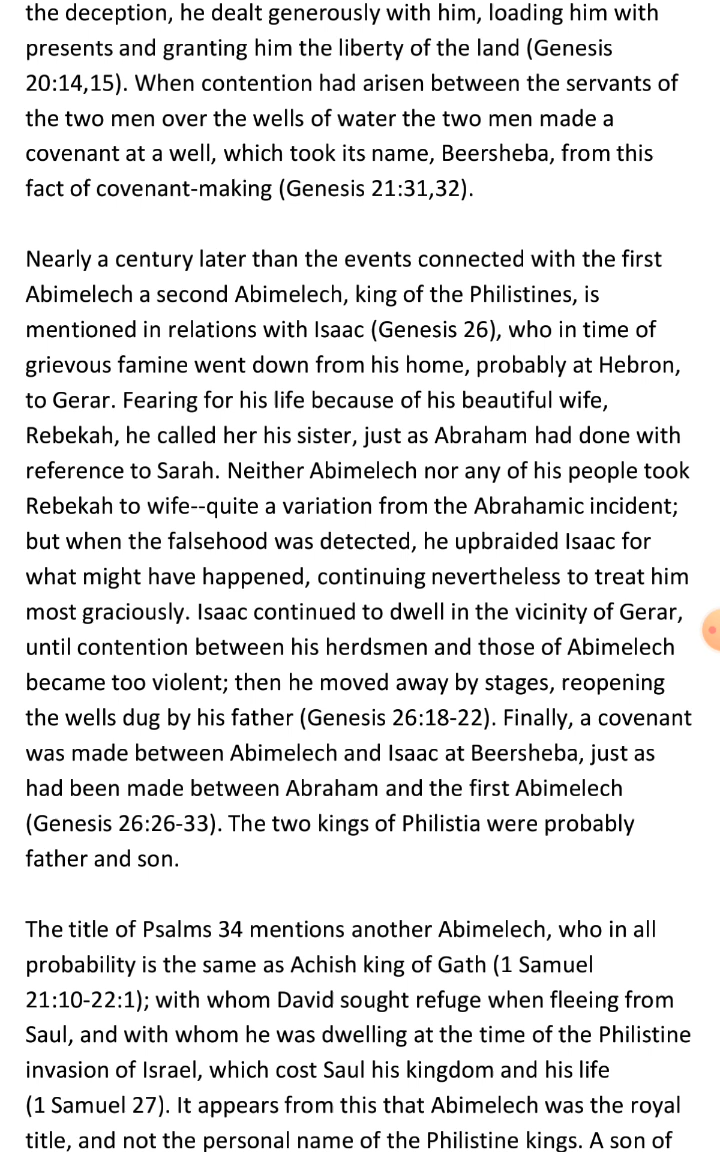 the deception, he dealt generously with him, loading him with
presents and granting him the liberty of the land (Genesis
20:14,15). When contention had arisen between the servants of
the two men over the wells of water the two men made a
covenant at a well, which took its name, Beersheba, from this
fact of covenant-making (Genesis 21:31,32).
Nearly a century later than the events connected with the first
Abimelech a second Abimelech, king of the Philistines, is
mentioned in relations with Isaac (Genesis 26), who in time of
grievous famine went down from his home, probably at Hebron,
to Gerar. Fearing for his life because of his beautiful wife,
Rebekah, he called her his sister, just as Abraham had done with
reference to Sarah. Neither Abimelech nor any of his people took
Rebekah to wife--quite a variation from the Abrahamic incident;
but when the falsehood was detected, he upbraided Isaac for
what might have happened, continuing nevertheless to treat him
most graciously. Isaac continued to dwell in the vicinity of Gerar,
until contention between his herdsmen and those of Abimelech
became too violent; then he moved away by stages, reopening
the wells dug by his father (Genesis 26:18-22). Finally, a covenant
was made between Abimelech and Isaac at Beersheba, just as
had been made between Abraham and the first Abimelech
(Genesis 26:26-33). The two kings of Philistia were probably
father and son.
The title of Psalms 34 mentions another Abimelech, who in all
probability is the same as Achish king of Gath (1 Samuel
21:10-22:1); with whom David sought refuge when fleeing from
Saul, and with whom he was dwelling at the time of the Philistine
invasion of Israel, which cost Saul his kingdom and his life
(1 Samuel 27). It appears from this that Abimelech was the royal
title, and not the personal name of the Philistine kings. A son of